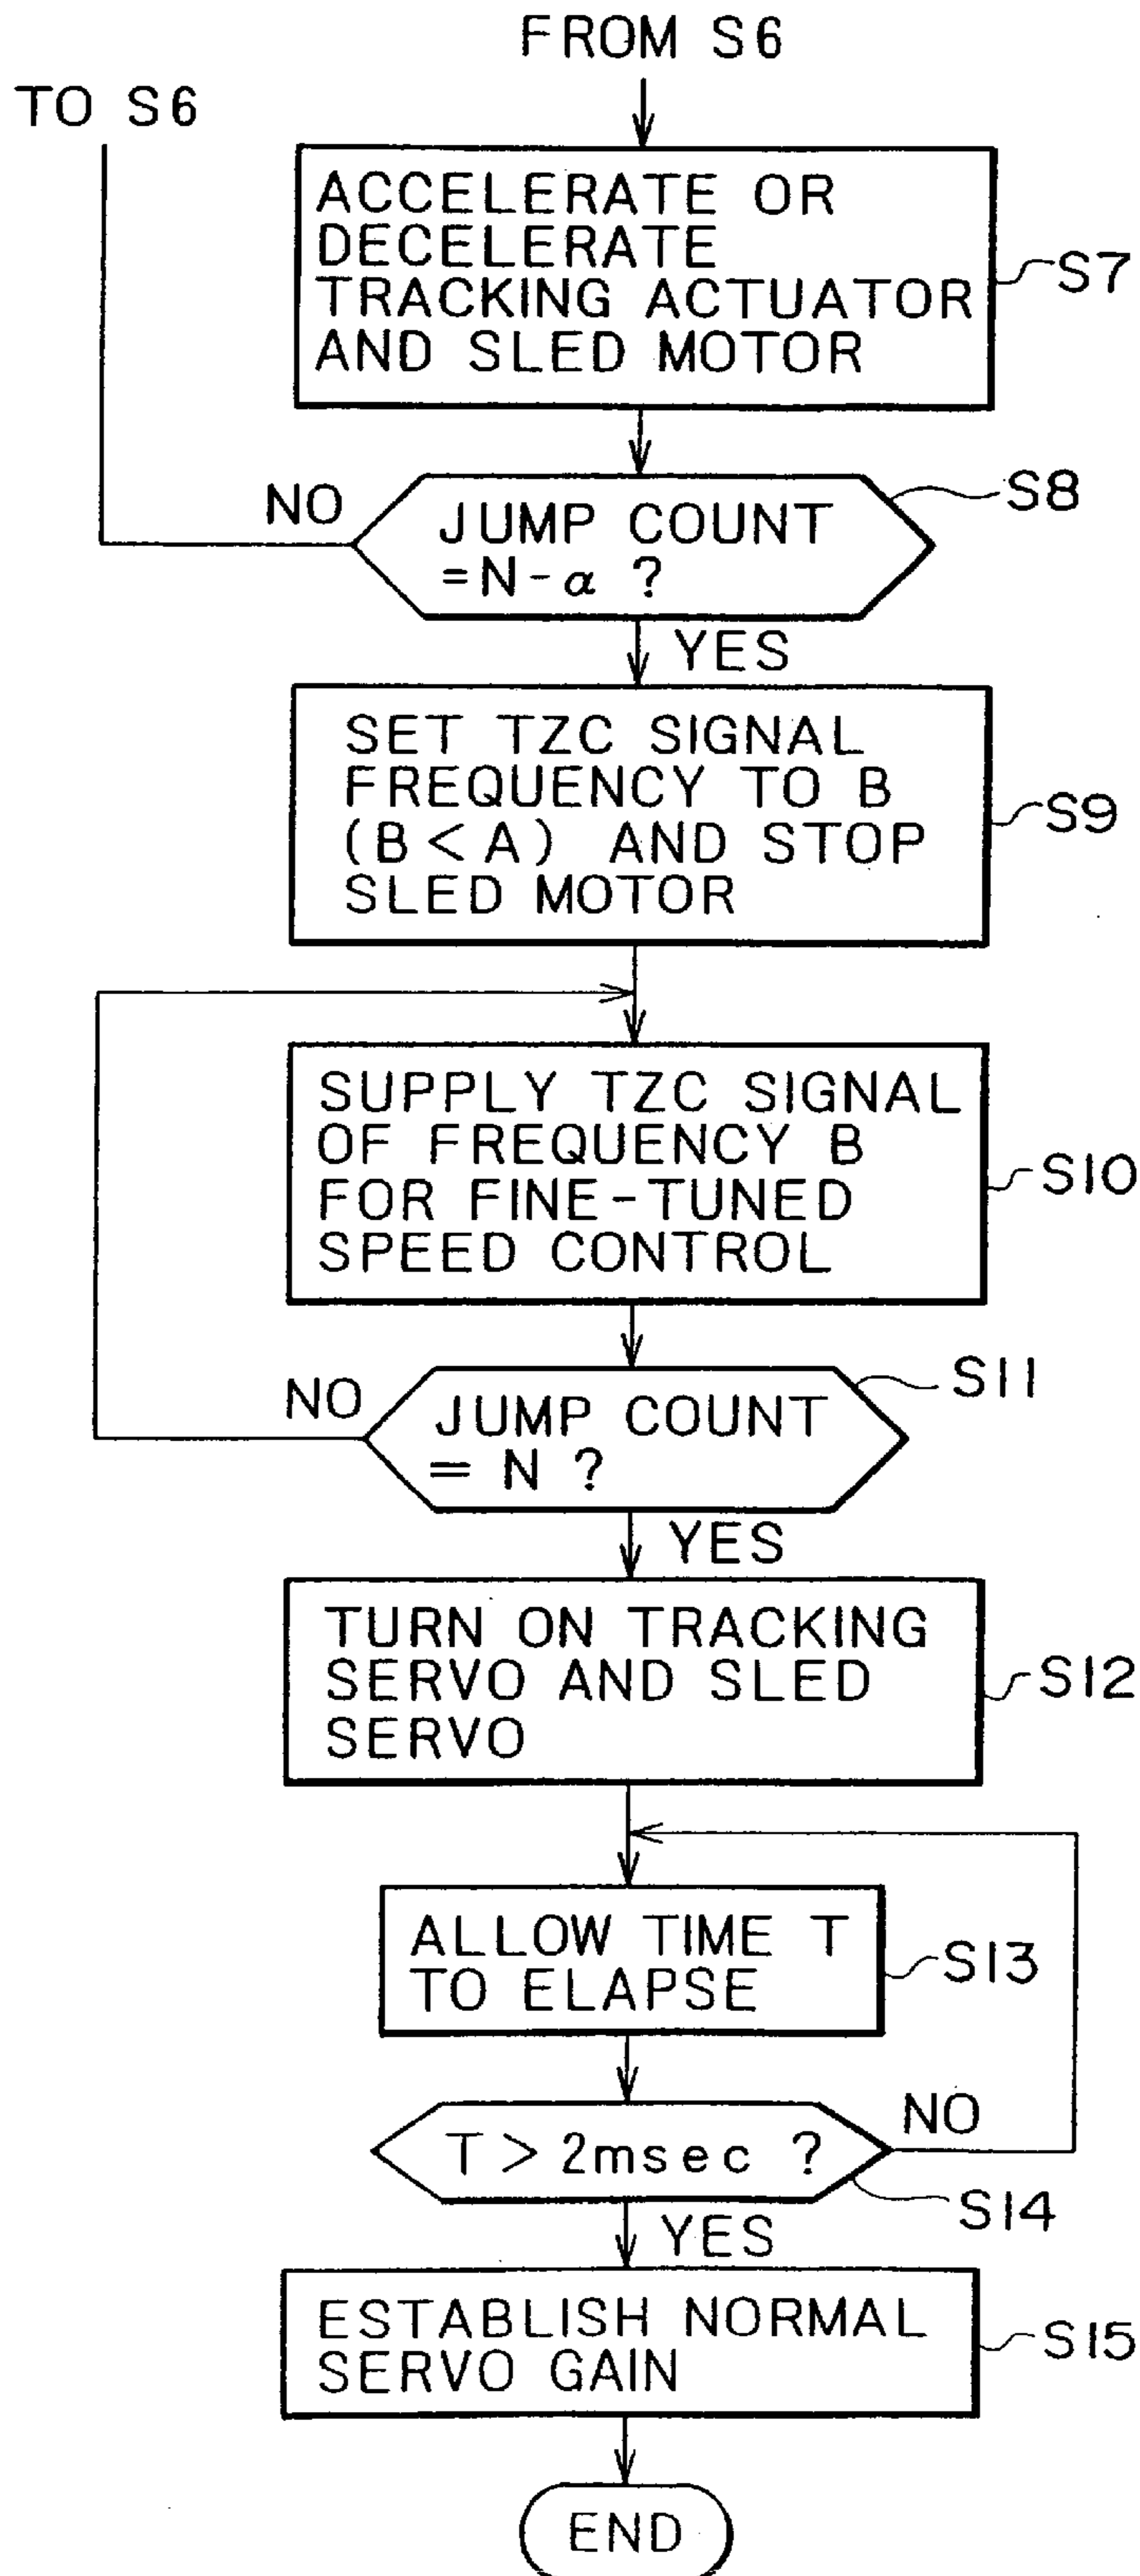 FROM S6
TO S6
ACCELERATE OR
DECELERATE
TRACKING ACTUATOR
AND SLED MOTOR
S7
JUMP COUNT
=N-α ?
S8
NO
YES
SET TZC SIGNAL
FREQUENCY TO B
(B<A) AND STOP
SLED MOTOR
S9
SUPPLY TZC SIGNAL
OF FREQUENCY B
FOR FINE-TUNED
SPEED CONTROL
S10
JUMP COUNT
= N ?
S11
NO
YES
TURN ON TRACKING
SERVO AND SLED
SERVO
S12
ALLOW TIME T
TO ELAPSE
S13
T > 2msec ?
NO
S14
YES
ESTABLISH NORMAL
SERVO GAIN
S15
END